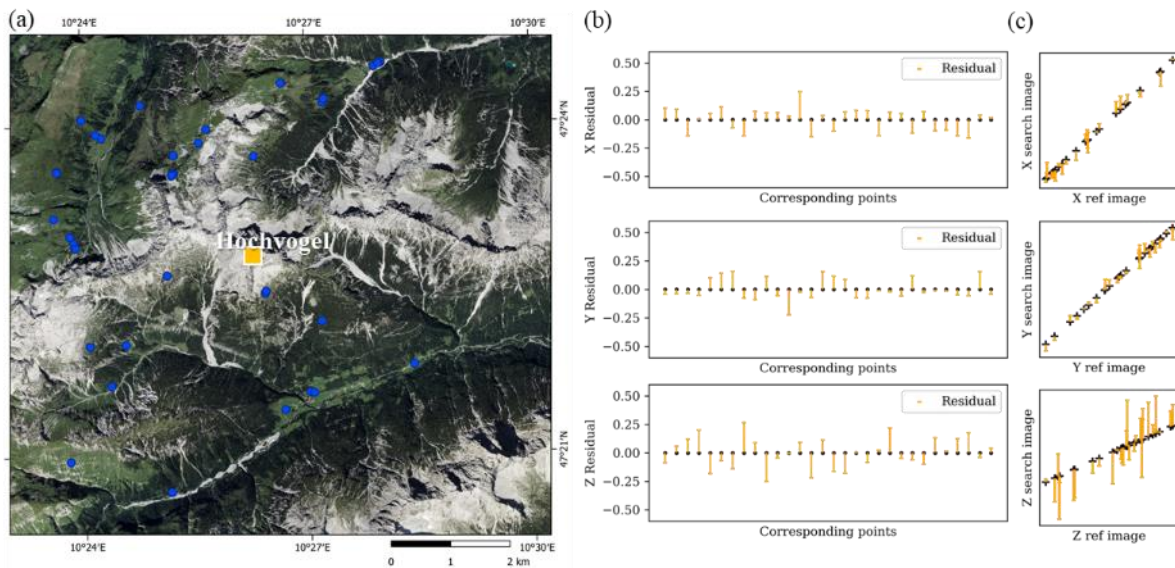 (a)
10°24'E
10°27'E
10°30'E
47°24'N
47°21'N
Hochvogel
10°24'E
10°27'E
10°30'E
0 1 2 km
(b)
0.50
0.25
0.00
−0.25
−0.50
X Residual
Residual
Corresponding points
0.50
0.25
0.00
−0.25
−0.50
Y Residual
Residual
Corresponding points
0.50
0.25
0.00
−0.25
−0.50
Z Residual
Residual
Corresponding points
(c)
X search image
X ref image
Y search image
Y ref image
Z search image
Z ref image